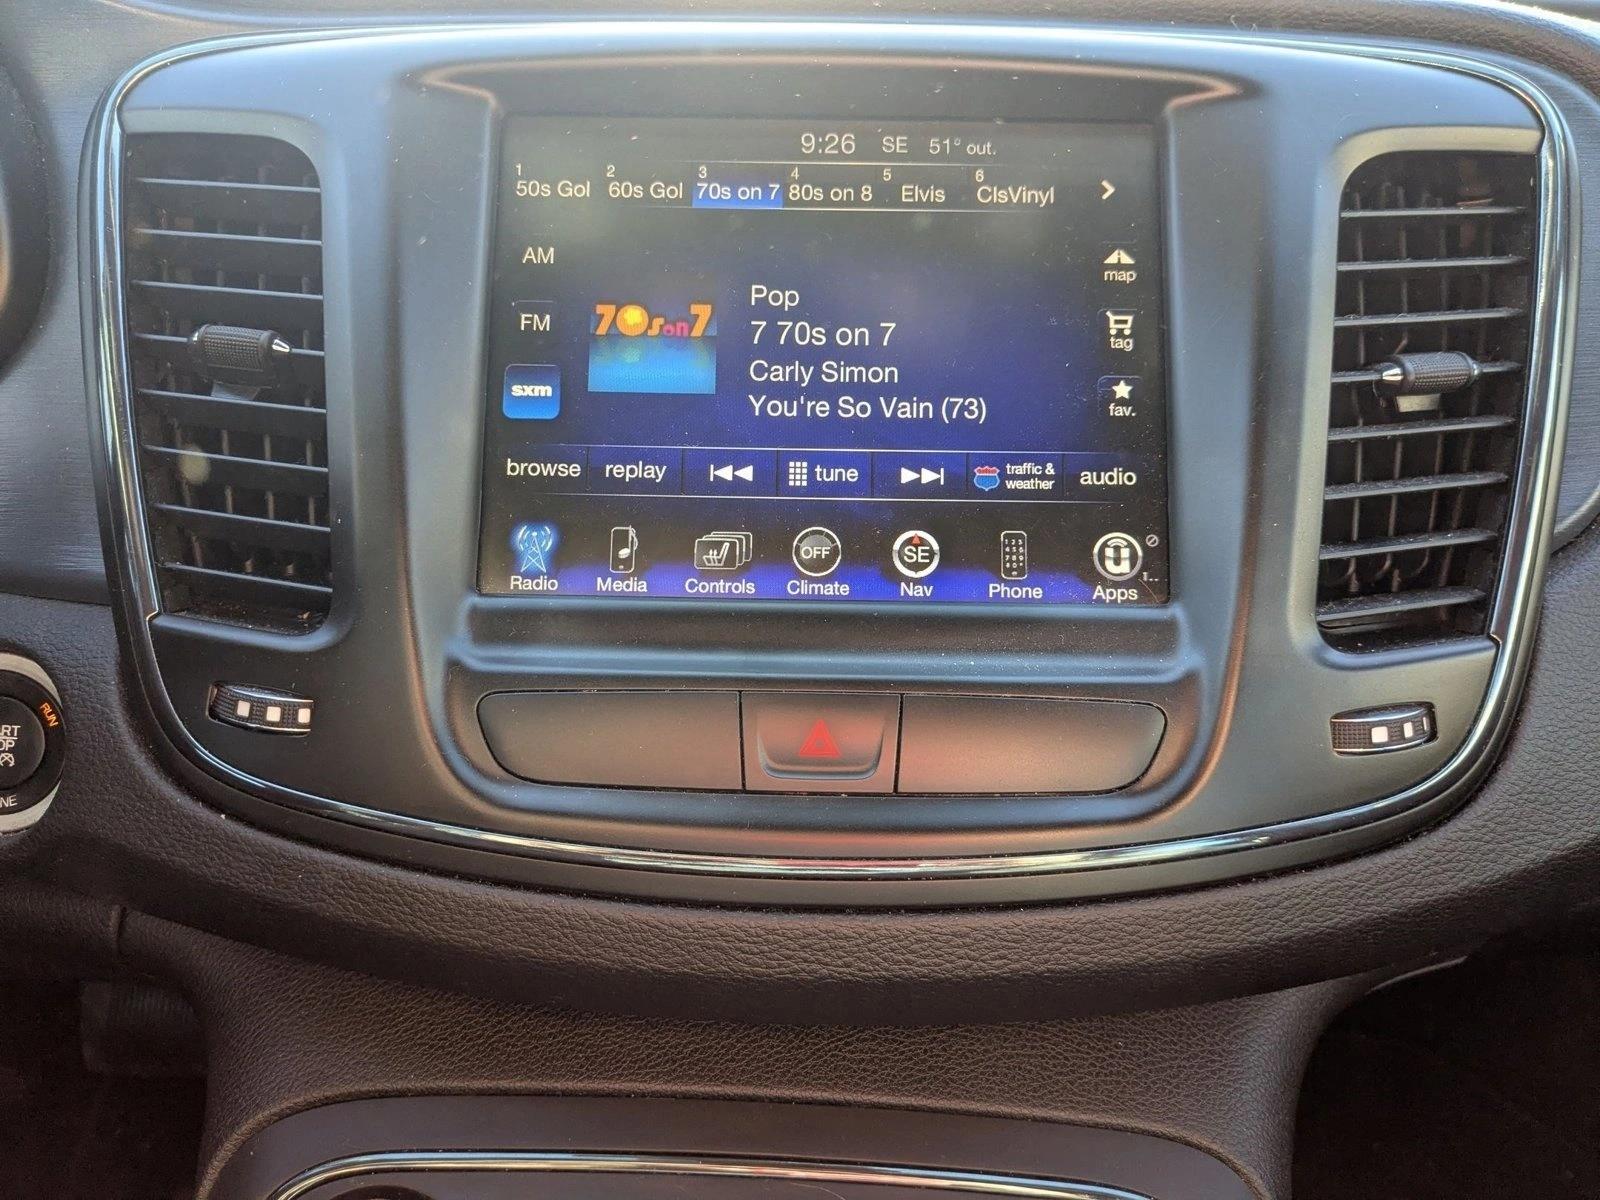 9:26 SE 51° out.
1 2 3 4 5 6
50s Gol 60s Gol 70s on 7 80s on 8 Elvis ClsVinyl >
AM
map
70s on 7
Pop
FM
7 70s on 7
tag
Carly Simon
sxm
You're So Vain (73)
fav.
browse replay tune traffic & weather audio
OFF SE
Radio Media Controls Climate Nav Phone Apps
RUN